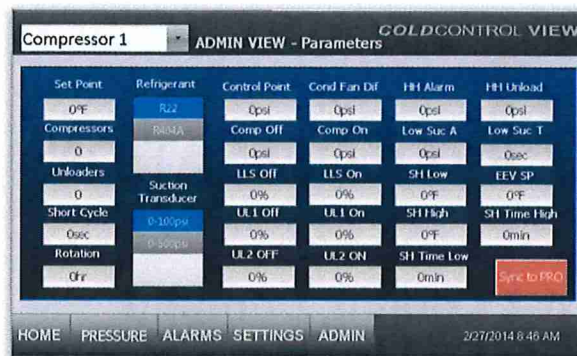 Compressor 1
ADMIN VIEW - Parameters
COLDCONTROL VIEW
Set Point Refrigerant Control Point Cond Fan Dif HH Alarm HH Unload
0°F R22 0psi 0psi 0psi 0psi
Compressors R404A Comp Off Comp On Low Suc A Low Suc T
0 0psi 0psi 0psi 0sec
Unloaders LLS Off LLS On SH Low EEV SP
0 Suction Transducer 0% 0% 0°F 0°F
Short Cycle 0-100psi UL1 Off UL1 On SH High SH Time High
0sec 0-500psi 0% 0% 0°F 0min
Rotation UL2 OFF UL2 ON SH Time Low
0hr 0% 0% 0min Sync to PRO
HOME PRESSURE ALARMS SETTINGS ADMIN 2/27/2014 8:46 AM